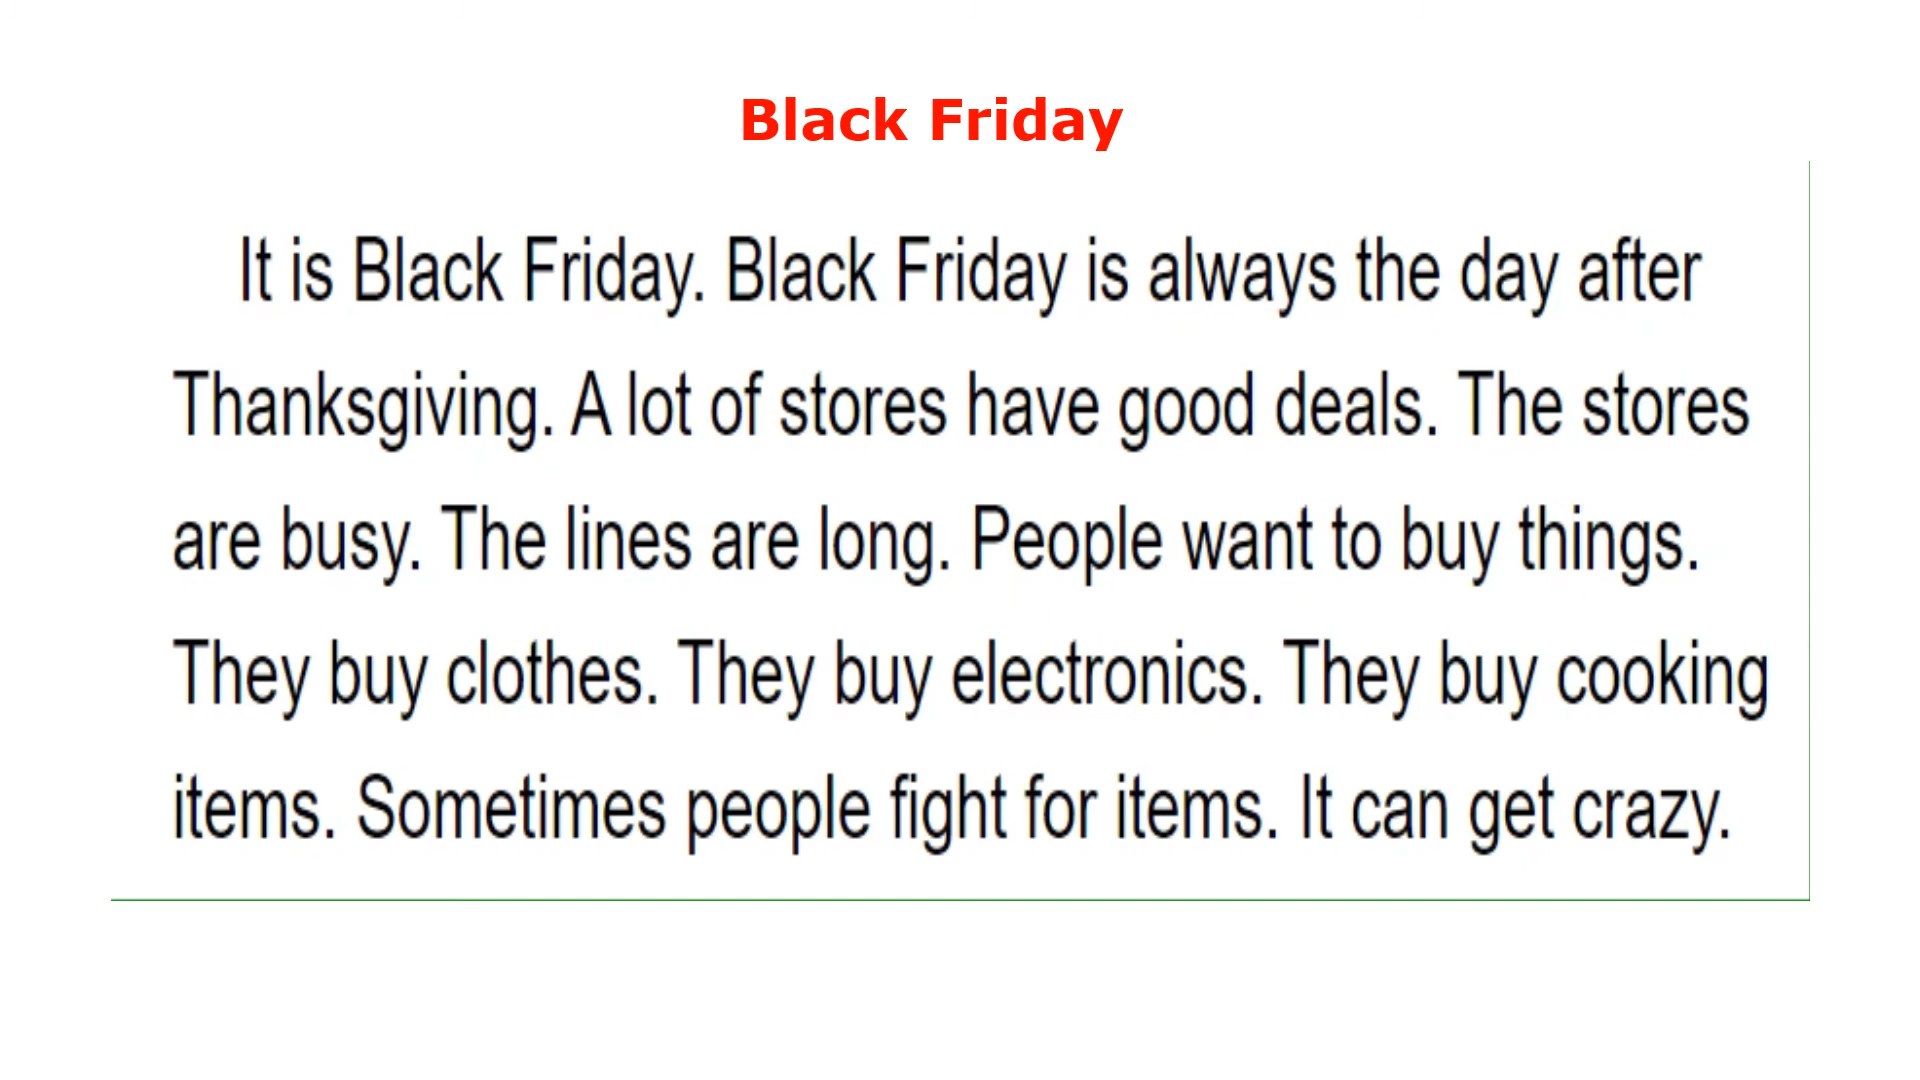 Black Friday
It is Black Friday. Black Friday is always the day after
Thanksgiving. A lot of stores have good deals. The stores
are busy. The lines are long. People want to buy things.
They buy clothes. They buy electronics. They buy cooking
items. Sometimes people fight for items. It can get crazy.